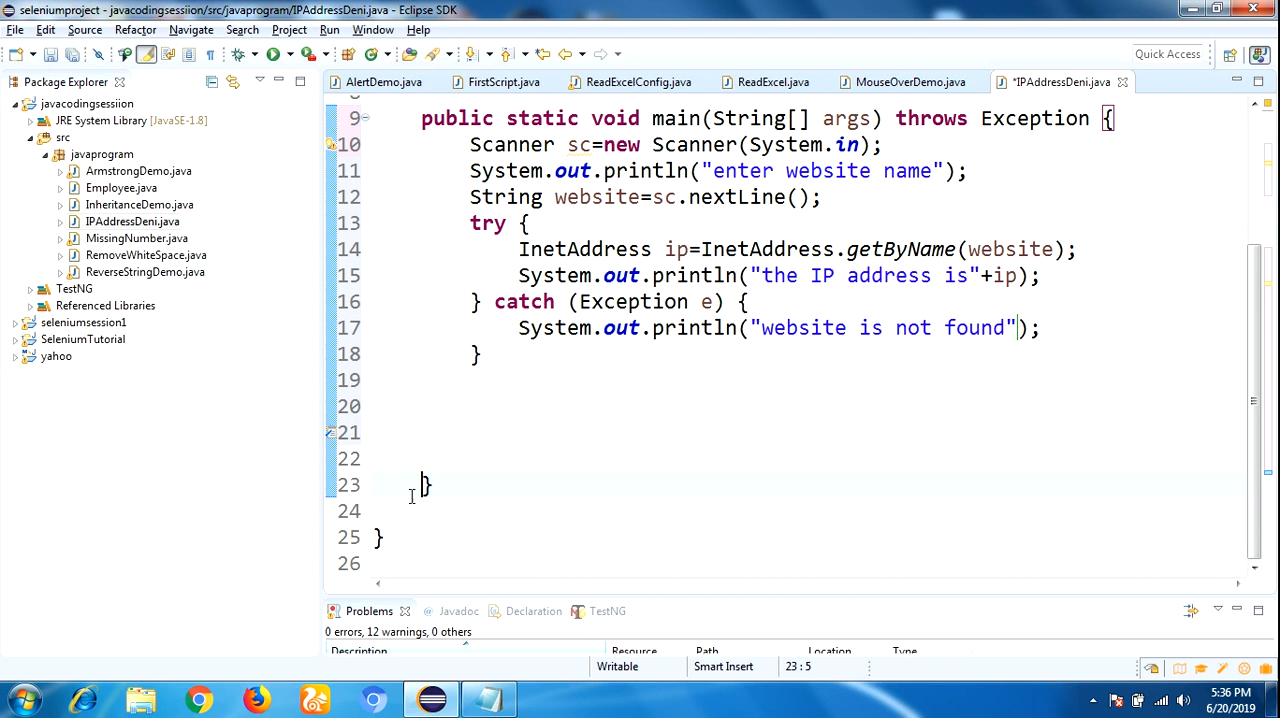 seleniumproject - javacodingsessiion/src/javaprogram/IPAddressDeni.java - Eclipse SDK
File Edit Source Refactor Navigate Search Project Run Window Help
Quick Access
Package Explorer
AlertDemo.java FirstScript.java ReadExcelConfig.java ReadExcel.java MouseOverDemo.java *IPAddressDeni.java
javacodingsessiion
JRE System Library [JavaSE-1.8]
src
javaprogram
ArmstrongDemo.java
Employee.java
InheritanceDemo.java
IPAddressDeni.java
MissingNumber.java
RemoveWhiteSpace.java
ReverseStringDemo.java
TestNG
Referenced Libraries
seleniumsession1
SeleniumTutorial
yahoo
9 public static void main(String[] args) throws Exception {
10 Scanner sc=new Scanner(System.in);
11 System.out.println("enter website name");
12 String website=sc.nextLine();
13 try {
14 InetAddress ip=InetAddress.getByName(website);
15 System.out.println("the IP address is"+ip);
16 } catch (Exception e) {
17 System.out.println("website is not found");
18 }
19
20
21
22
23 }
24
25 }
26
Problems Javadoc Declaration TestNG
0 errors, 12 warnings, 0 others
Description Resource Path Location Type
Writable Smart Insert 23 : 5
5:36 PM
6/20/2019